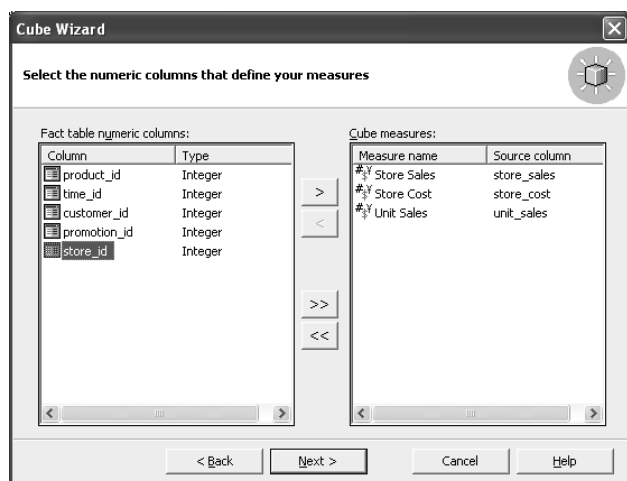 Cube Wizard
Select the numeric columns that define your measures
Fact table numeric columns:
Column Type
product_id Integer
time_id Integer
customer_id Integer
promotion_id Integer
store_id Integer
>
<
>>
<<
Cube measures:
Measure name Source column
Store Sales store_sales
Store Cost store_cost
Unit Sales unit_sales
< Back Next > Cancel Help